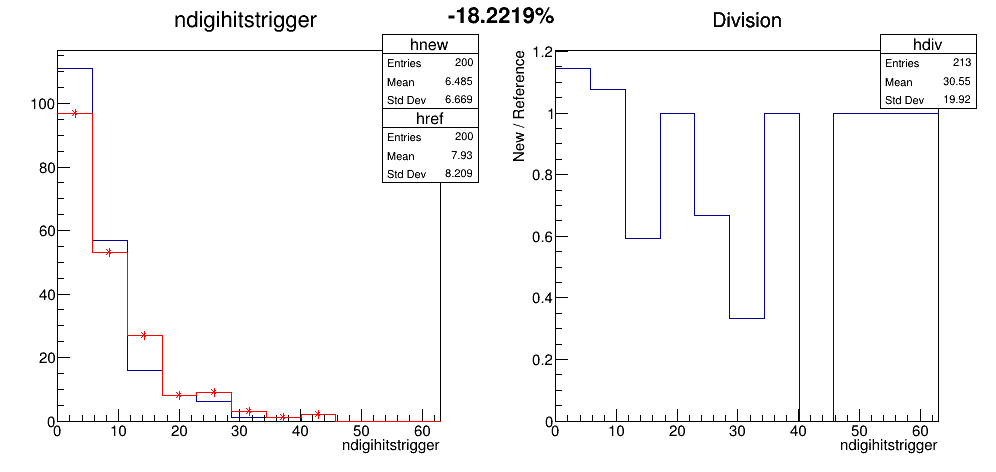 -18.2219%
ndigihitstrigger
hnew
Entries 200
Mean 6.485
Std Dev 6.669
href
Entries 200
Mean 7.93
Std Dev 8.209
100
80
60
40
20
0
0 10 20 30 40 50 60
ndigihitstrigger
Division
hdiv
Entries 213
Mean 30.55
Std Dev 19.92
New / Reference
1.2
1
0.8
0.6
0.4
0.2
0
0 10 20 30 40 50 60
ndigihitstrigger